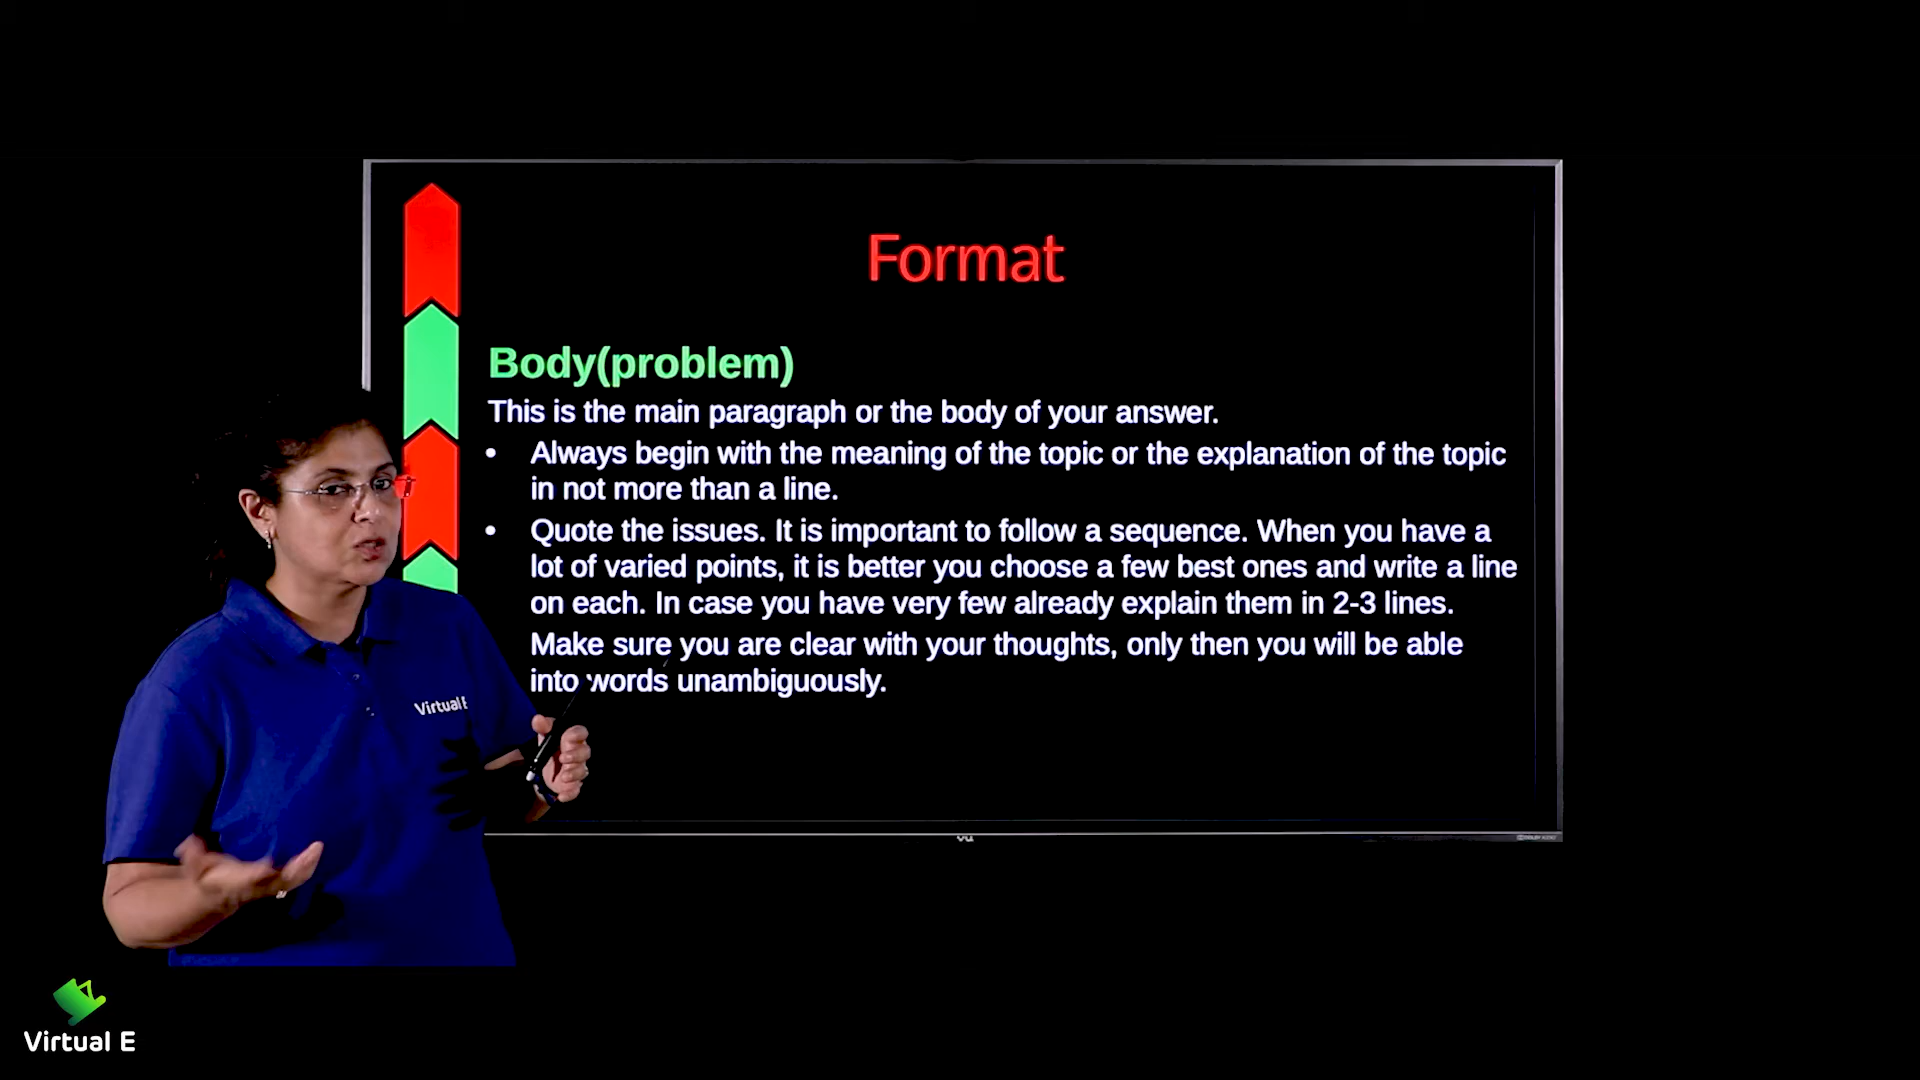 Format
Body(problem)
This is the main paragraph or the body of your answer.
• Always begin with the meaning of the topic or the explanation of the topic
in not more than a line.
• Quote the issues. It is important to follow a sequence. When you have a
lot of varied points, it is better you choose a few best ones and write a line
on each. In case you have very few already explain them in 2-3 lines.
Make sure you are clear with your thoughts, only then you will be able
into words unambiguously.
Virtual E
Virtual E